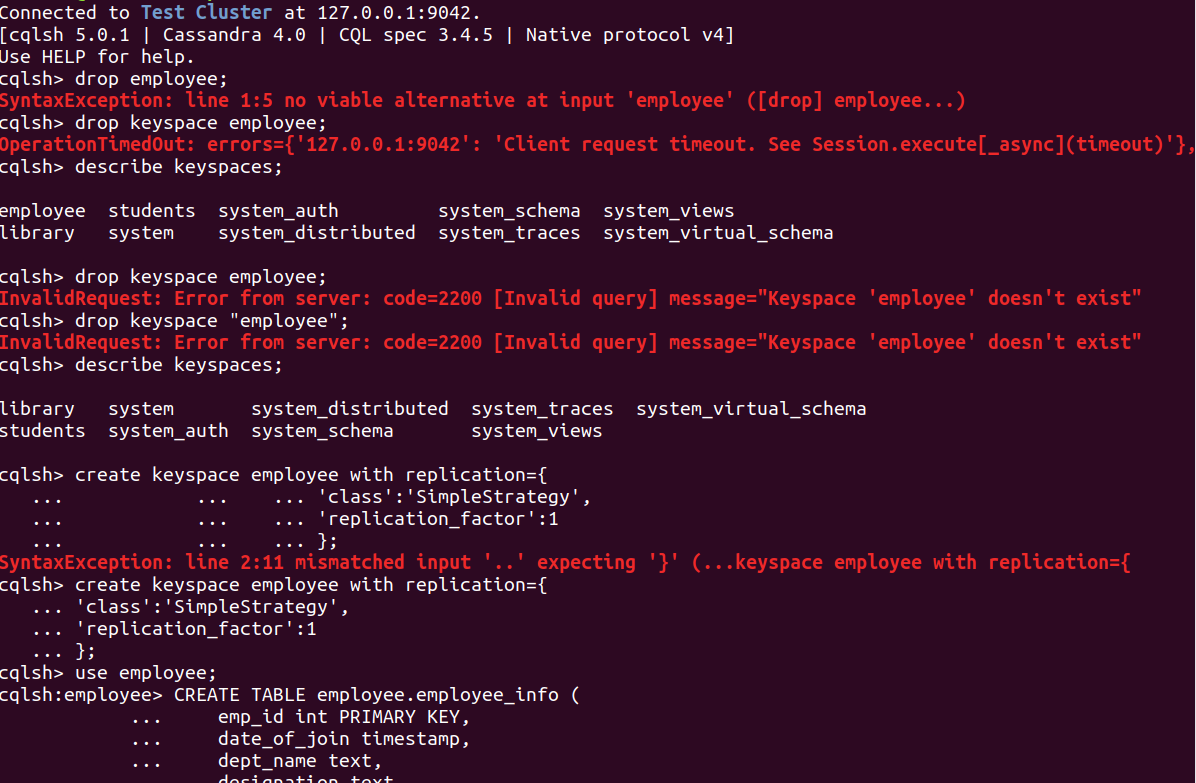 Connected to Test Cluster at 127.0.0.1:9042.
[cqlsh 5.0.1 | Cassandra 4.0 | CQL spec 3.4.5 | Native protocol v4]
Use HELP for help.
cqlsh> drop employee;
SyntaxException: line 1:5 no viable alternative at input 'employee' ([drop] employee...)
cqlsh> drop keyspace employee;
OperationTimedOut: errors={'127.0.0.1:9042': 'Client request timeout. See Session.execute[_async](timeout)'},
cqlsh> describe keyspaces;
employee  students  system_auth         system_schema  system_views
library   system    system_distributed  system_traces  system_virtual_schema
cqlsh> drop keyspace employee;
InvalidRequest: Error from server: code=2200 [Invalid query] message="Keyspace 'employee' doesn't exist"
cqlsh> drop keyspace "employee";
InvalidRequest: Error from server: code=2200 [Invalid query] message="Keyspace 'employee' doesn't exist"
cqlsh> describe keyspaces;
library   system       system_distributed  system_traces  system_virtual_schema
students  system_auth  system_schema       system_views
cqlsh> create keyspace employee with replication={
   ...             ...    ... 'class':'SimpleStrategy',
   ...             ...    ... 'replication_factor':1
   ...             ...    ... };
SyntaxException: line 2:11 mismatched input '..' expecting '}' (...keyspace employee with replication={
cqlsh> create keyspace employee with replication={
   ... 'class':'SimpleStrategy',
   ... 'replication_factor':1
   ... };
cqlsh> use employee;
cqlsh:employee> CREATE TABLE employee.employee_info (
            ...     emp_id int PRIMARY KEY,
            ...     date_of_join timestamp,
            ...     dept_name text,
                    designation text,